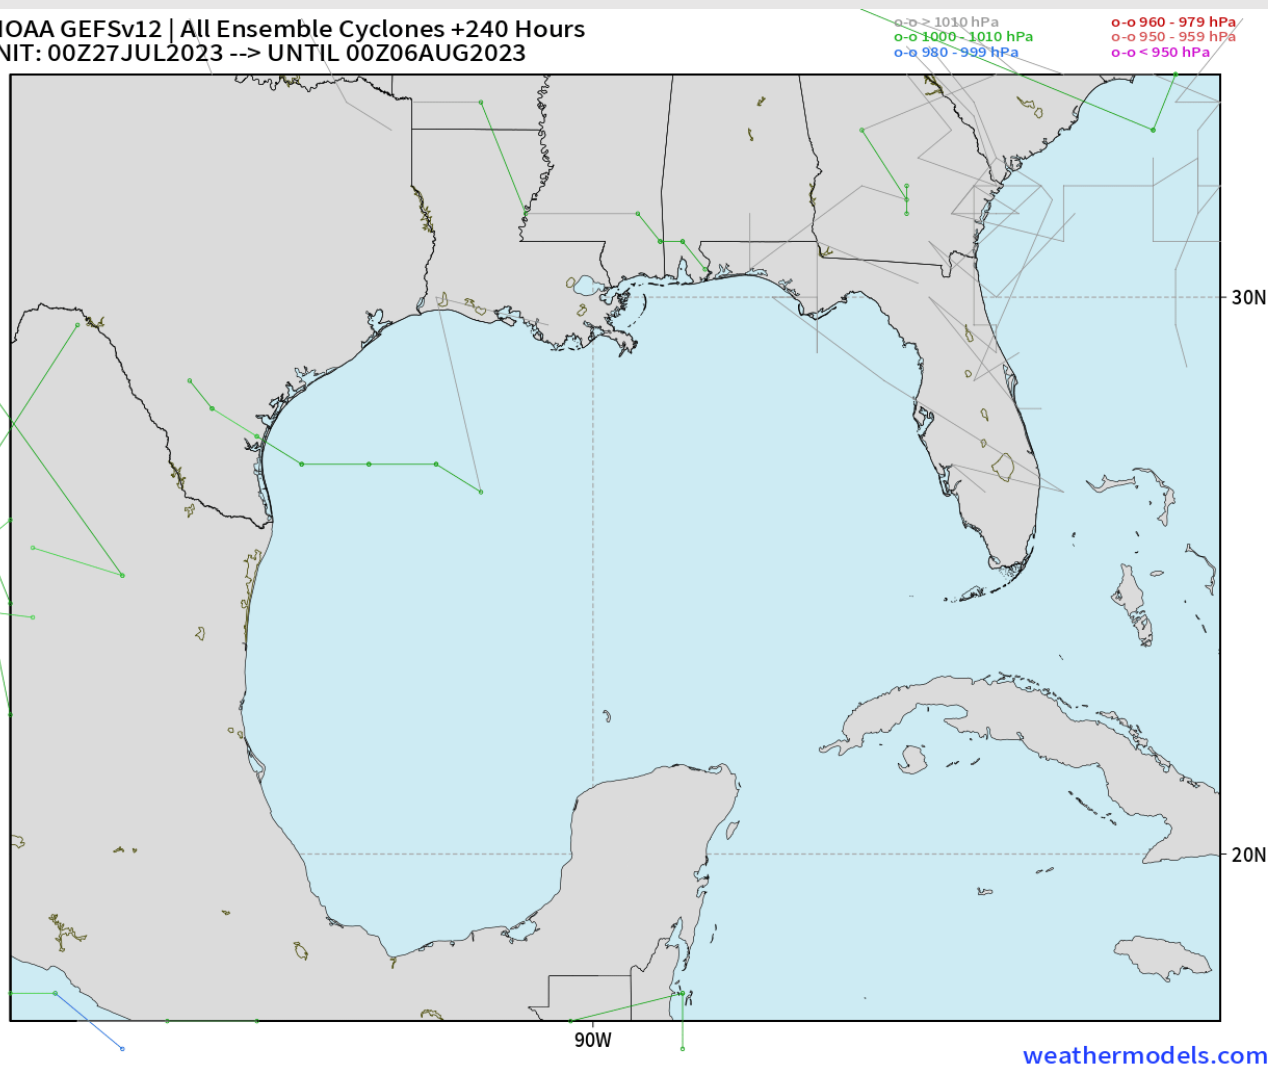 IOAA GEFSv12 | All Ensemble Cyclones +240 Hours
NIT: 00Z27JUL2023 --> UNTIL 00Z06AUG2023
o-o > 1010 hPa
o-o 1000 - 1010 hPa
o-o 980 - 999 hPa
o-o 960 - 979 hPa
o-o 950 - 959 hPa
o-o < 950 hPa
30N
20N
90W
weathermodels.com